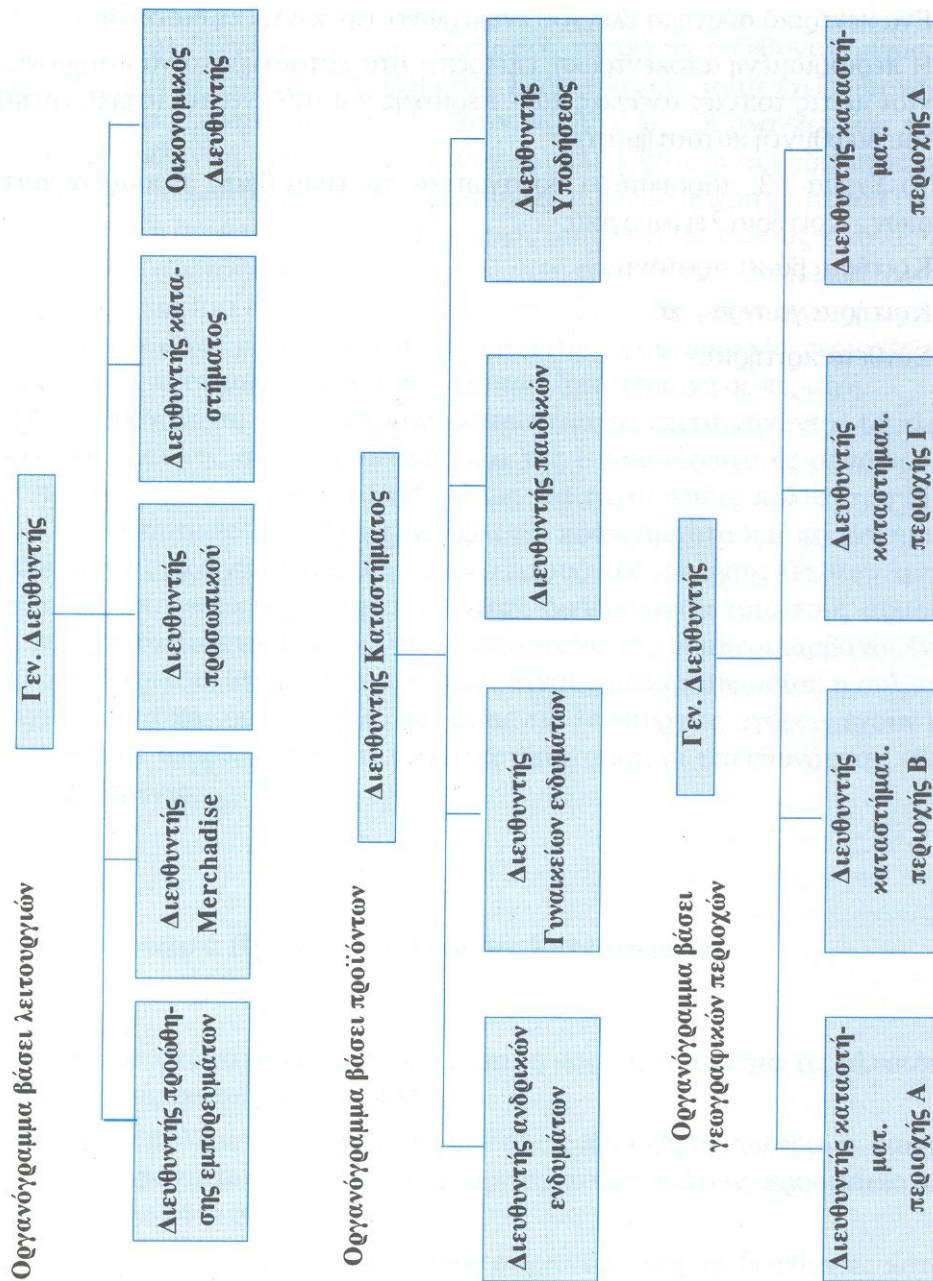 Οργανόγραμμα βάσει λειτουργιών
Γεν. Διευθυντής
Διευθυντής προωθη-
σης εμπορευμάτων
Διευθυντής
Merchadise
Διευθυντής
προσωπικού
Διευθυντής κατα-
στήματος
Οικονομικος
Διευθυντής
Οργανόγραμμα βάσει προϊόντων
Διευθυντής Καταστήματος
Διευθυντής ανδρικών
ενδυμάτων
Διευθυντής
Γυναικείων ενδυμάτων
Διευθυντής παιδικών
Διευθυντής
Υποδήσεως
Οργανόγραμμα βάσει
γεωγραφικών περιοχών
Γεν. Διευθυντής
Διευθυντής καταστή-
ματ.
περιοχής Α
Διευθυντής
καταστήματ.
περιοχής Β
Διευθυντής
καταστήματ.
περιοχής Γ
Διευθυντής καταστή-
ματ.
περιοχής Δ